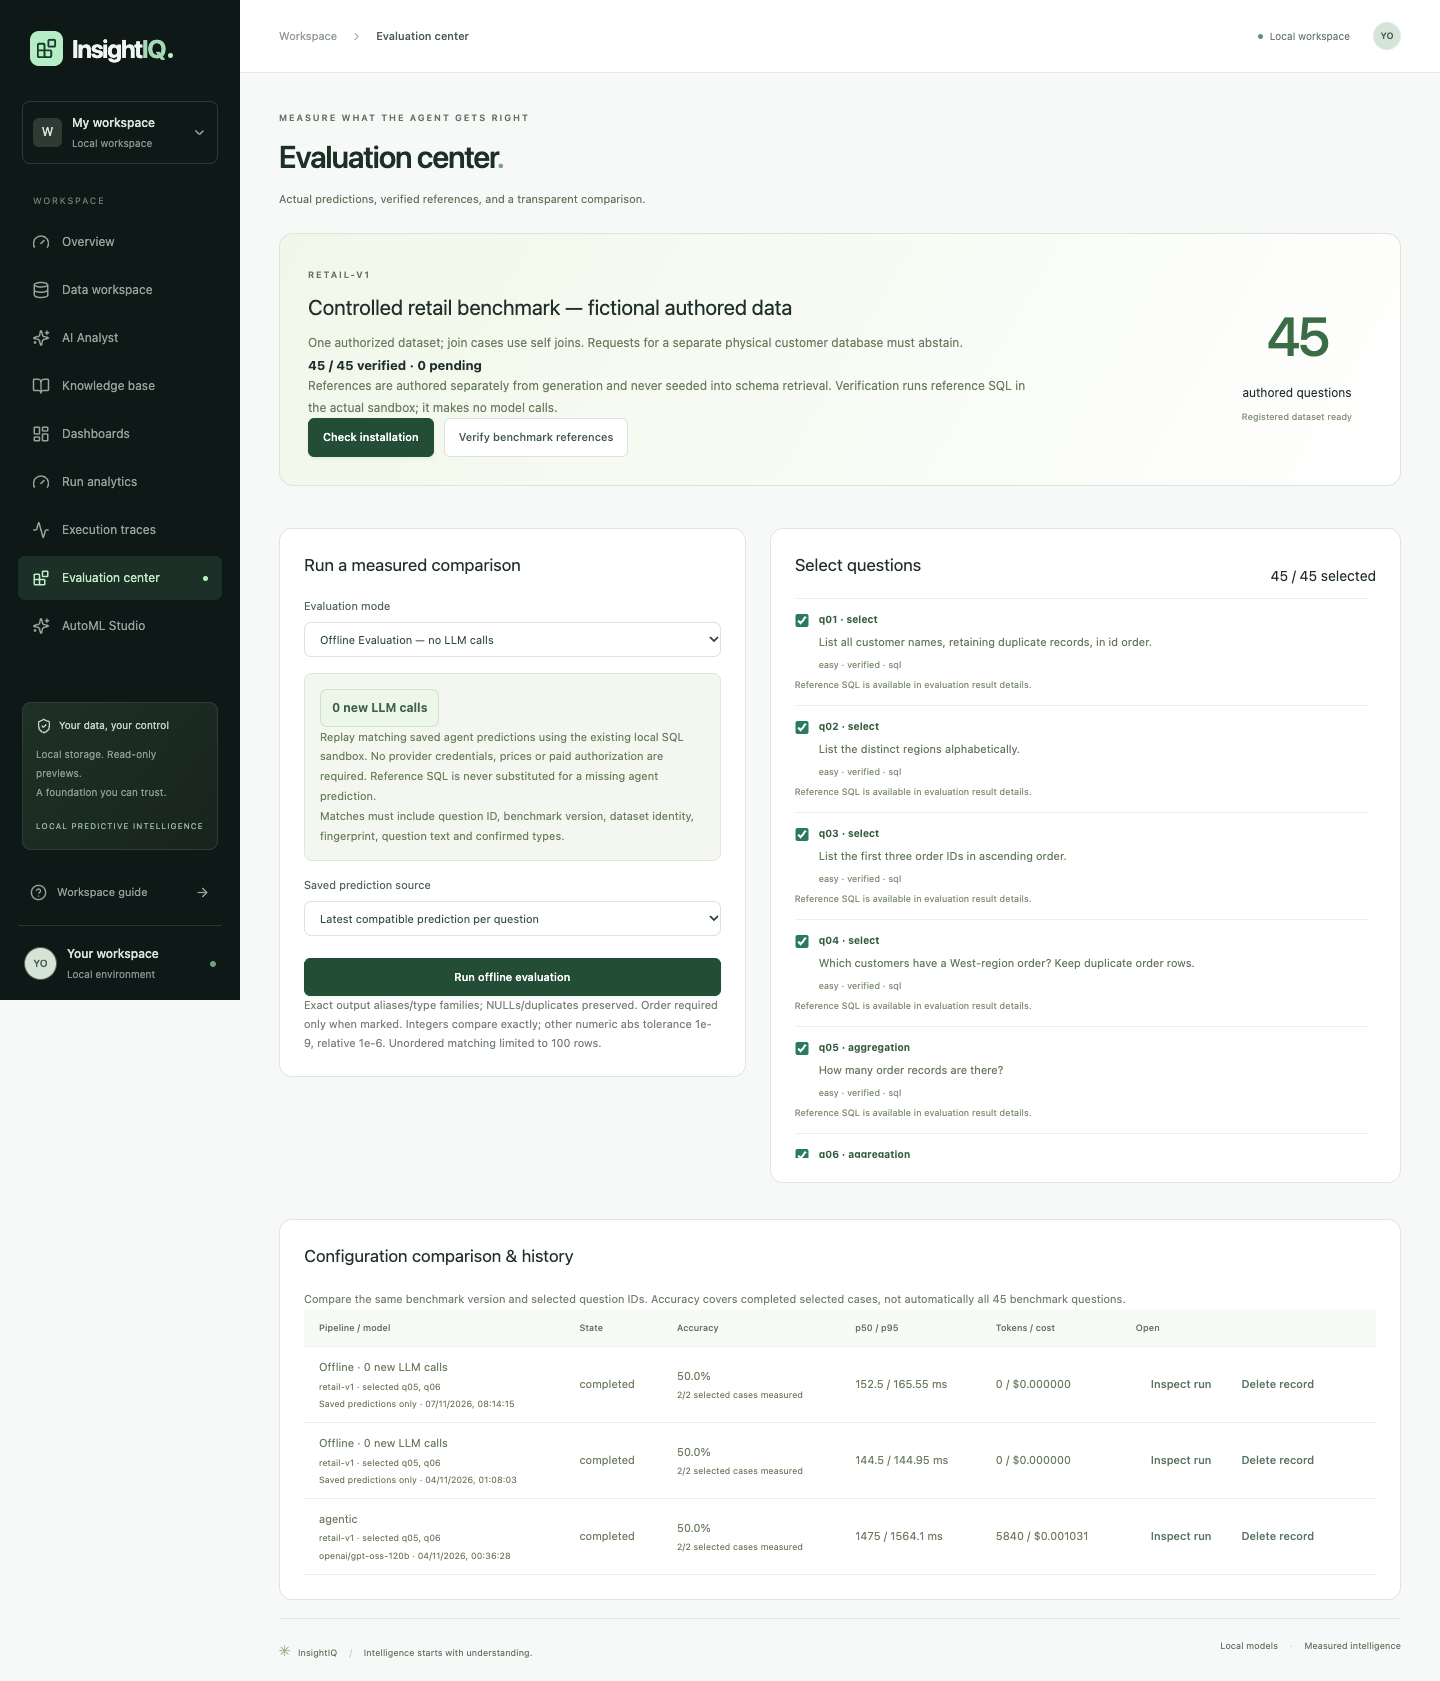 InsightIQ.
W
My workspace
Local workspace
WORKSPACE
Overview
Data workspace
AI Analyst
Knowledge base
Dashboards
Run analytics
Execution traces
Evaluation center
AutoML Studio
Your data, your control
Local storage. Read-only
previews.
A foundation you can trust.
LOCAL PREDICTIVE INTELLIGENCE
Workspace guide
YO
Your workspace
Local environment
Workspace
Evaluation center
Local workspace
YO
MEASURE WHAT THE AGENT GETS RIGHT
Evaluation center.
Actual predictions, verified references, and a transparent comparison.
RETAIL-V1
Controlled retail benchmark — fictional authored data
One authorized dataset; join cases use self joins. Requests for a separate physical customer database must abstain.
45 / 45 verified · 0 pending
References are authored separately from generation and never seeded into schema retrieval. Verification runs reference SQL in
the actual sandbox; it makes no model calls.
Check installation
Verify benchmark references
45
authored questions
Registered dataset ready
Run a measured comparison
Evaluation mode
Offline Evaluation — no LLM calls
0 new LLM calls
Replay matching saved agent predictions using the existing local SQL
sandbox. No provider credentials, prices or paid authorization are
required. Reference SQL is never substituted for a missing agent
prediction.
Matches must include question ID, benchmark version, dataset identity,
fingerprint, question text and confirmed types.
Saved prediction source
Latest compatible prediction per question
Run offline evaluation
Exact output aliases/type families; NULLs/duplicates preserved. Order required
only when marked. Integers compare exactly; other numeric abs tolerance 1e-
9, relative 1e-6. Unordered matching limited to 100 rows.
Select questions
45 / 45 selected
q01 · select
List all customer names, retaining duplicate records, in id order.
easy · verified · sql
Reference SQL is available in evaluation result details.
q02 · select
List the distinct regions alphabetically.
easy · verified · sql
Reference SQL is available in evaluation result details.
q03 · select
List the first three order IDs in ascending order.
easy · verified · sql
Reference SQL is available in evaluation result details.
q04 · select
Which customers have a West-region order? Keep duplicate order rows.
easy · verified · sql
Reference SQL is available in evaluation result details.
q05 · aggregation
How many order records are there?
easy · verified · sql
Reference SQL is available in evaluation result details.
q06 · aggregation
Configuration comparison & history
Compare the same benchmark version and selected question IDs. Accuracy covers completed selected cases, not automatically all 45 benchmark questions.
Pipeline / model State Accuracy p50 / p95 Tokens / cost Open
Offline · 0 new LLM calls
retail-v1 · selected q05, q06
Saved predictions only · 07/11/2026, 08:14:15
completed
50.0%
2/2 selected cases measured
152.5 / 165.55 ms
0 / $0.000000
Inspect run
Delete record
Offline · 0 new LLM calls
retail-v1 · selected q05, q06
Saved predictions only · 04/11/2026, 01:08:03
completed
50.0%
2/2 selected cases measured
144.5 / 144.95 ms
0 / $0.000000
Inspect run
Delete record
agentic
retail-v1 · selected q05, q06
openai/gpt-oss-120b · 04/11/2026, 00:36:28
completed
50.0%
2/2 selected cases measured
1475 / 1564.1 ms
5840 / $0.001031
Inspect run
Delete record
InsightIQ / Intelligence starts with understanding.
Local models · Measured intelligence